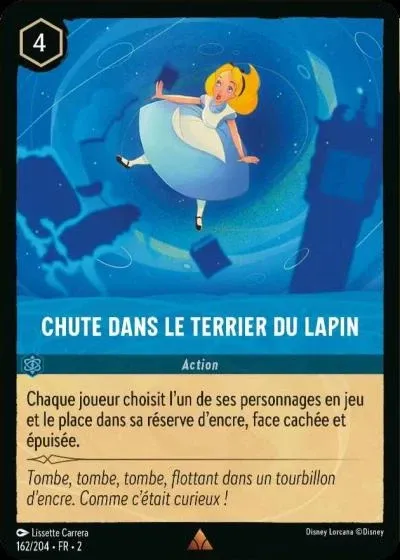 4
CHUTE DANS LE TERRIER DU LAPIN
Action
Chaque joueur choisit l'un de ses personnages en jeu
et le place dans sa réserve d'encre, face cachée et
épuisée.
Tombe, tombe, tombe, flottant dans un tourbillon
d'encre. Comme c'était curieux !
Lissette Carrera
162/204 • FR • 2
Disney Lorcana ©Disney